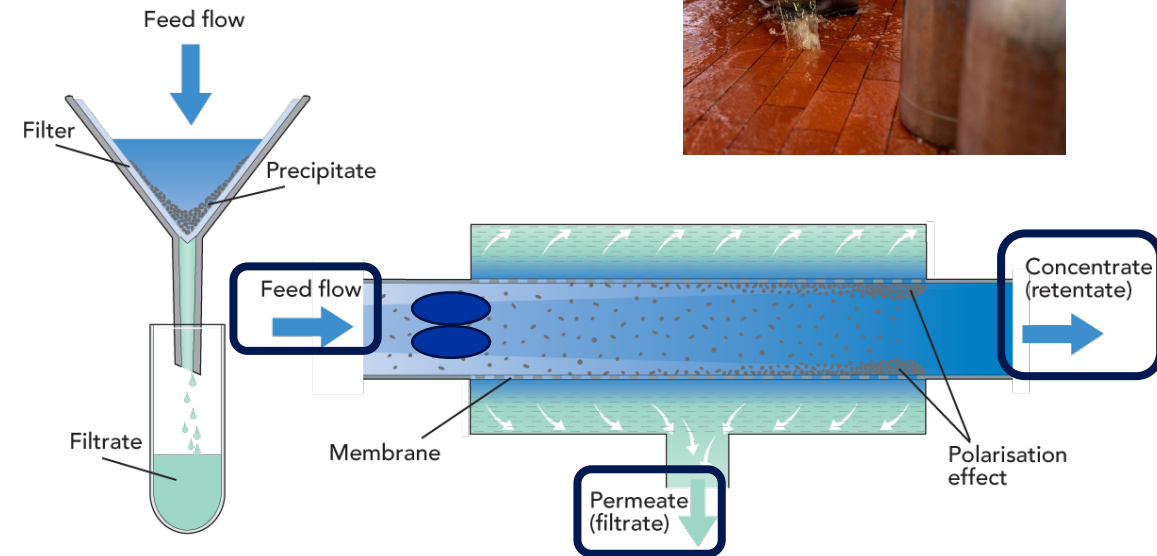 Feed flow
Filter
Precipitate
Filtrate
Feed flow
Membrane
Permeate
(filtrate)
Concentrate
(retentate)
Polarisation
effect